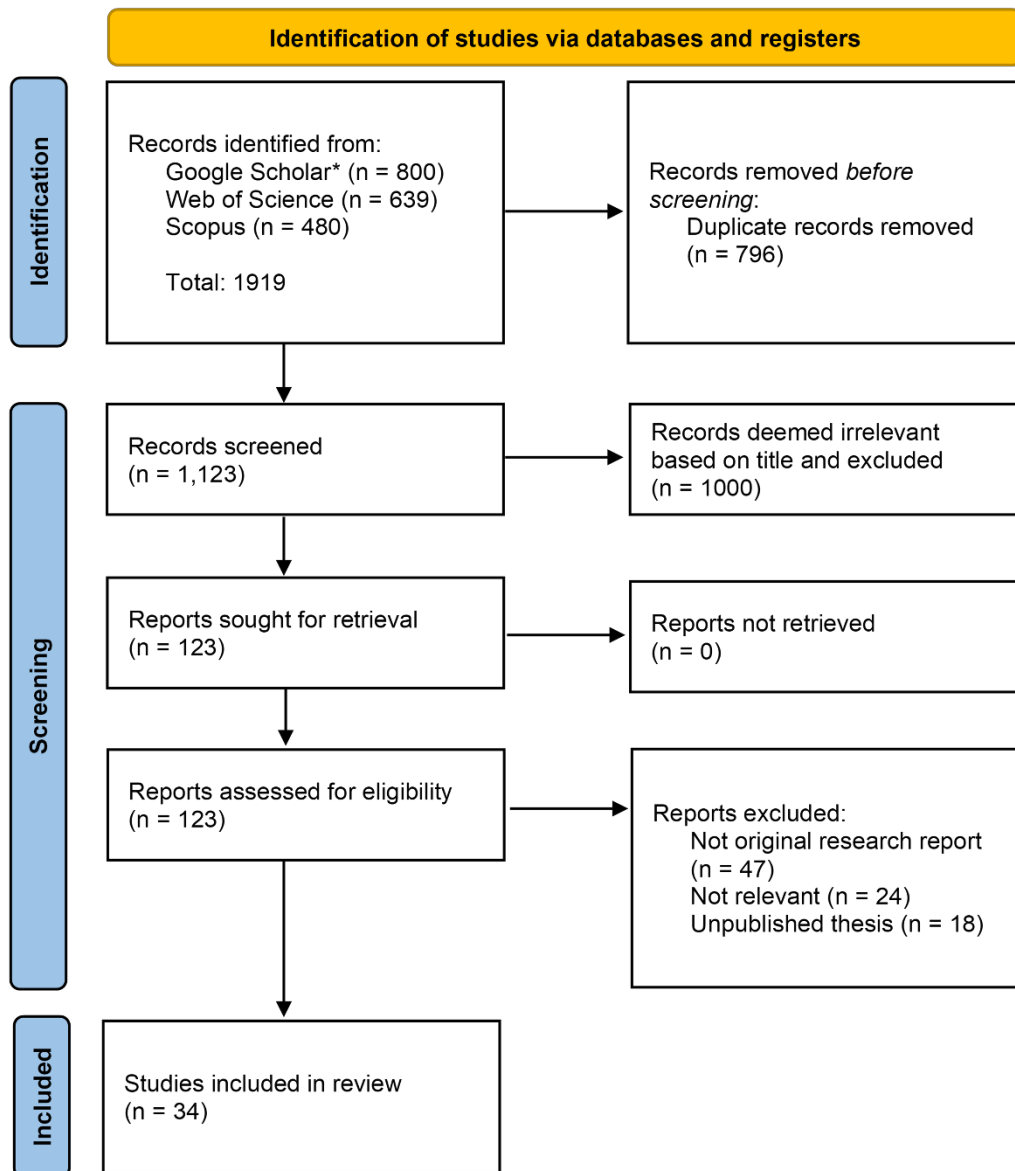 Identification of studies via databases and registers
Identification
Records identified from:
Google Scholar* (n = 800)
Web of Science (n = 639)
Scopus (n = 480)
Total: 1919
Records removed before
screening:
Duplicate records removed
(n = 796)
Screening
Records screened
(n = 1,123)
Records deemed irrelevant
based on title and excluded
(n = 1000)
Reports sought for retrieval
(n = 123)
Reports not retrieved
(n = 0)
Reports assessed for eligibility
(n = 123)
Reports excluded:
Not original research report
(n = 47)
Not relevant (n = 24)
Unpublished thesis (n = 18)
Included
Studies included in review
(n = 34)